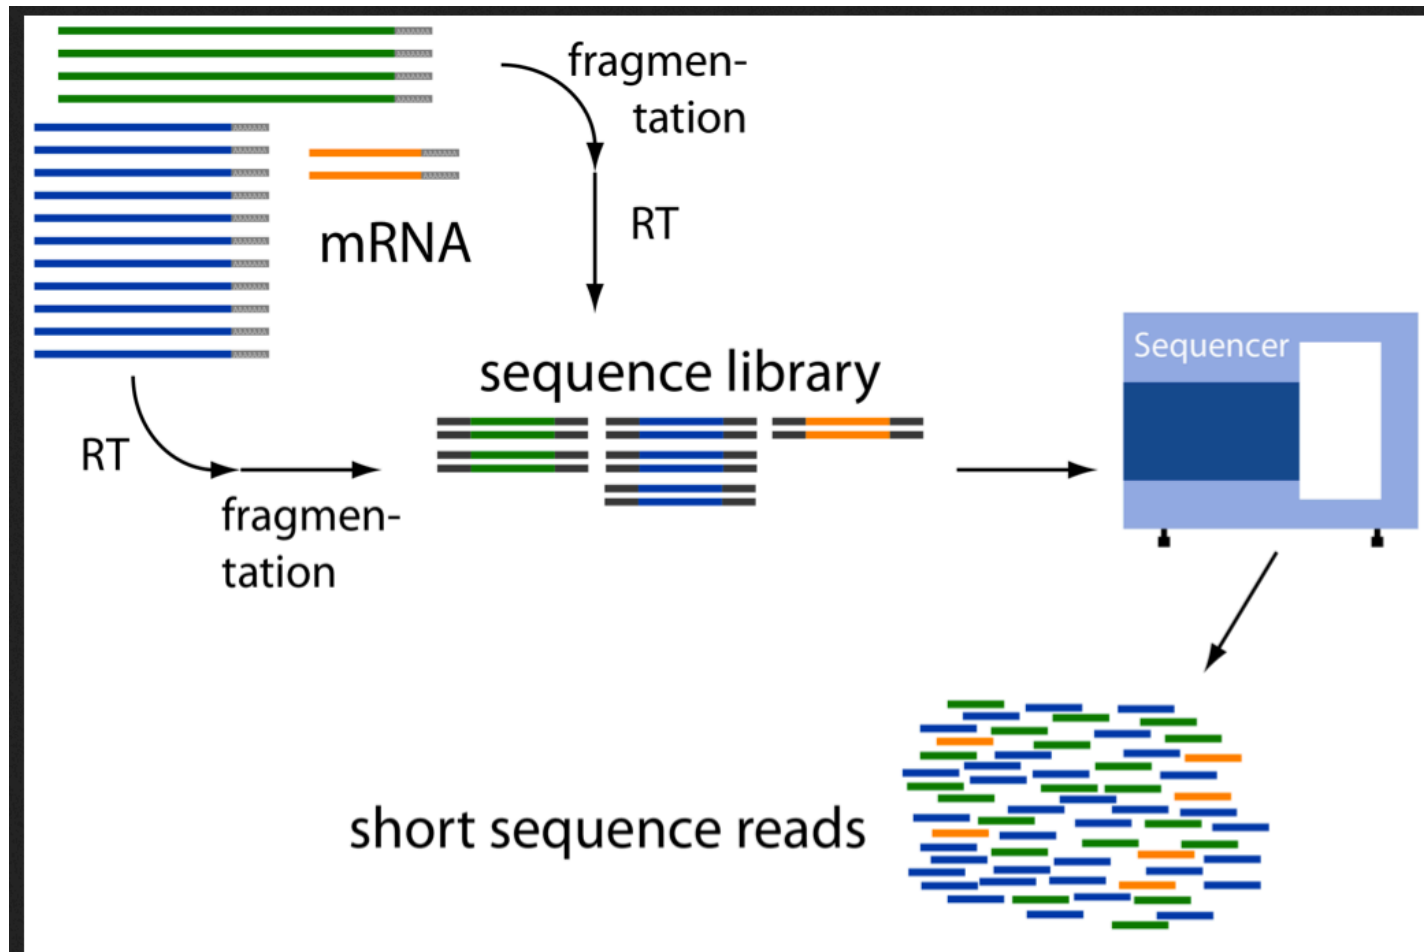 fragmen-
tation
mRNA
RT
sequence library
Sequencer
RT
fragmen-
tation
short sequence reads